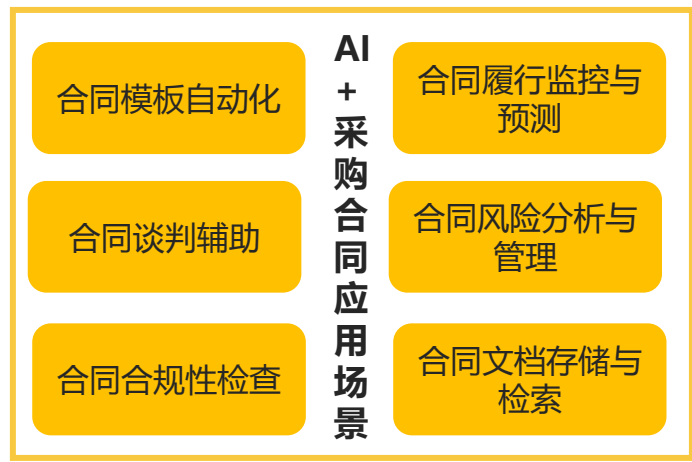 AI
+
采
购
合
同
应
用
场
景
合同模板自动化
合同谈判辅助
合同合规性检查
合同履行监控与
预测
合同风险分析与
管理
合同文档存储与
检索